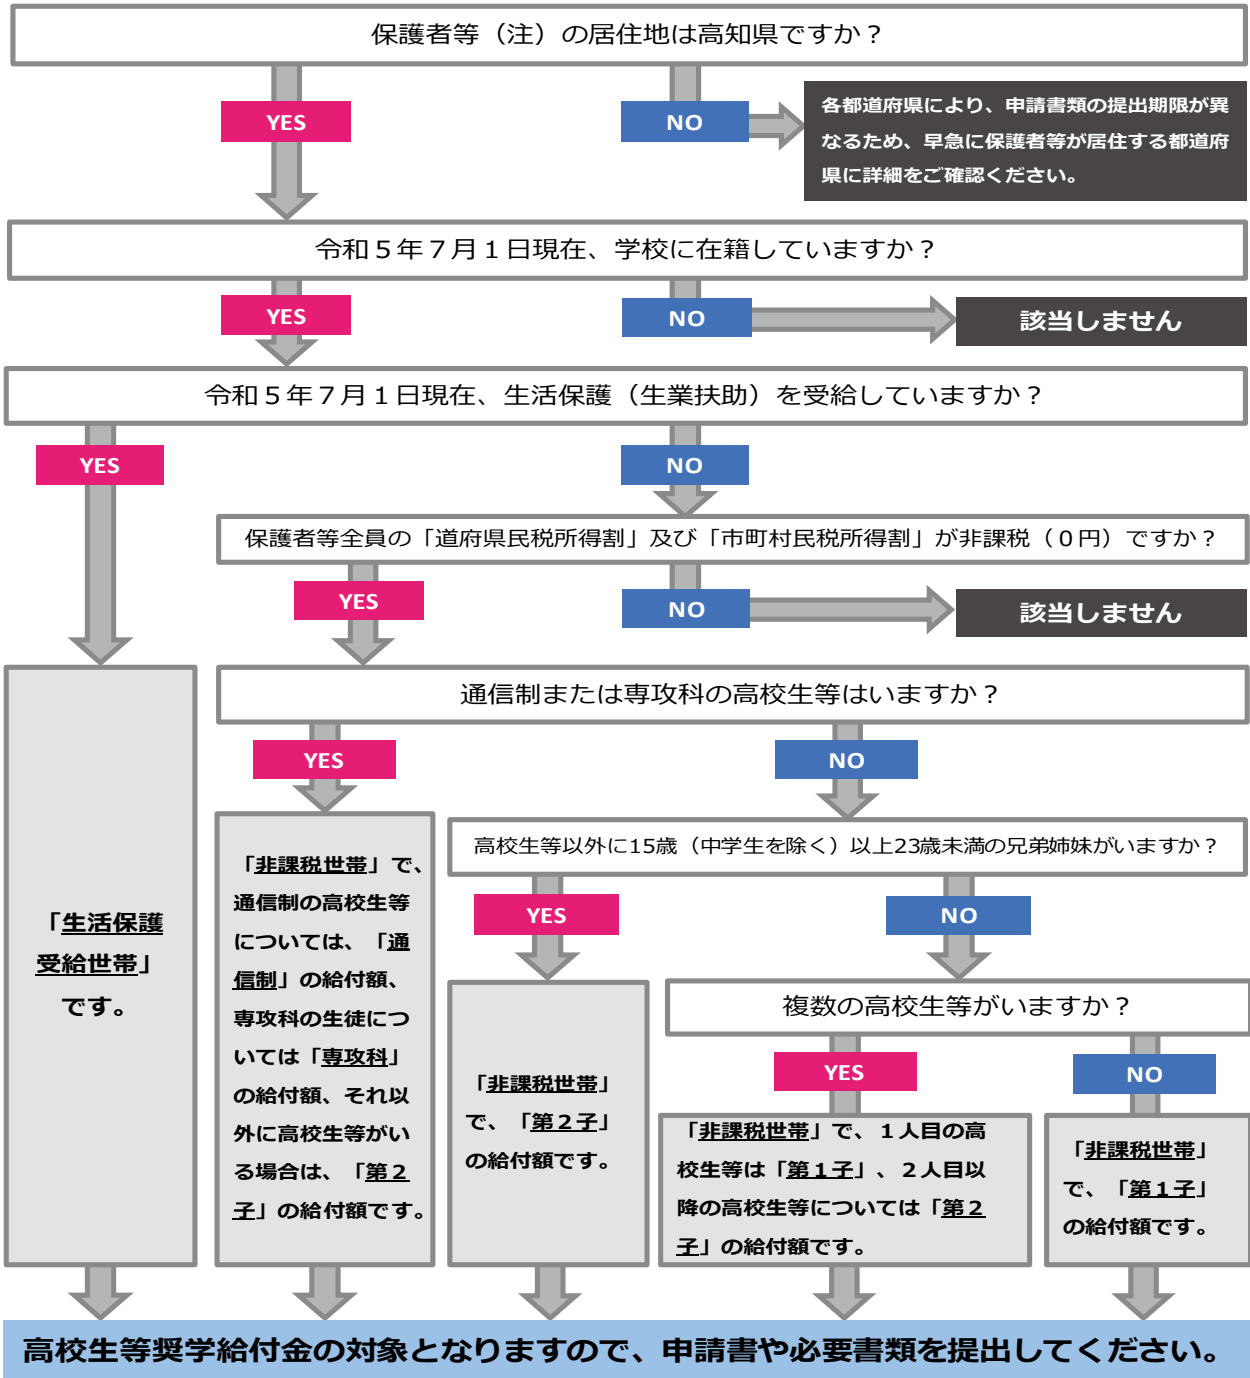 保護者等（注）の居住地は高知県ですか？
YES
NO
各都道府県により、申請書類の提出期限が異
なるため、早急に保護者等が居住する都道府
県に詳細をご確認ください。
令和５年７月１日現在、学校に在籍していますか？
YES
NO
該当しません
令和５年７月１日現在、生活保護（生業扶助）を受給していますか？
YES
NO
保護者等全員の「道府県民税所得割」及び「市町村民税所得割」が非課税（０円）ですか？
YES
NO
該当しません
通信制または専攻科の高校生等はいますか？
YES
NO
高校生等以外に15歳（中学生を除く）以上23歳未満の兄弟姉妹がいますか？
YES
NO
複数の高校生等がいますか？
YES
NO
「生活保護
受給世帯」
です。
「非課税世帯」で、
通信制の高校生等
については、「通
信制」の給付額、
専攻科の生徒につ
いては「専攻科」
の給付額、それ以
外に高校生等がい
る場合は、「第２
子」の給付額です。
「非課税世帯」
で、「第２子」
の給付額です。
「非課税世帯」で、１人目の高
校生等は「第１子」、２人目以
降の高校生等については「第２
子」の給付額です。
「非課税世帯」
で、「第１子」
の給付額です。
高校生等奨学給付金の対象となりますので、申請書や必要書類を提出してください。